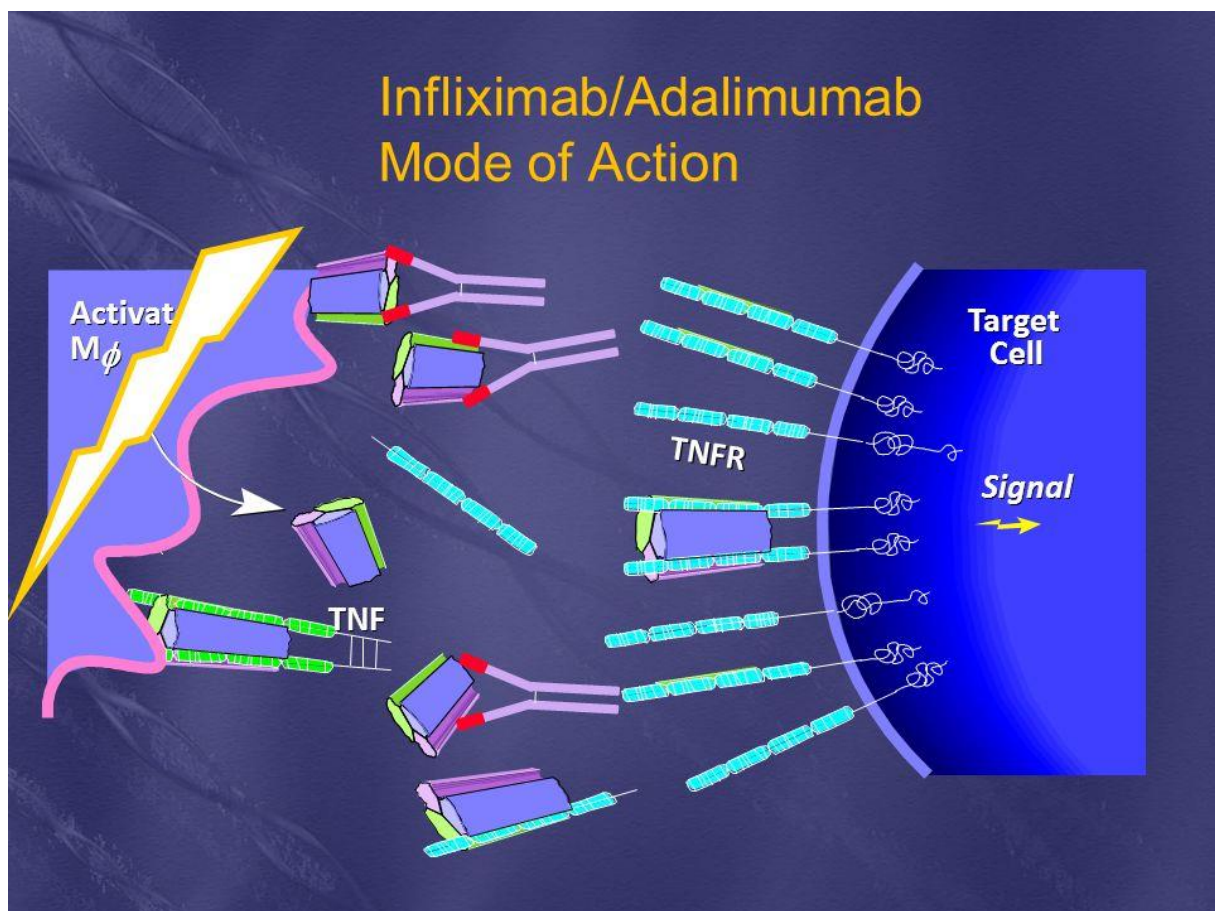 Infliximab/Adalimumab
Mode of Action
Activat
Mϕ
Target
Cell
TNFR
Signal
TNF